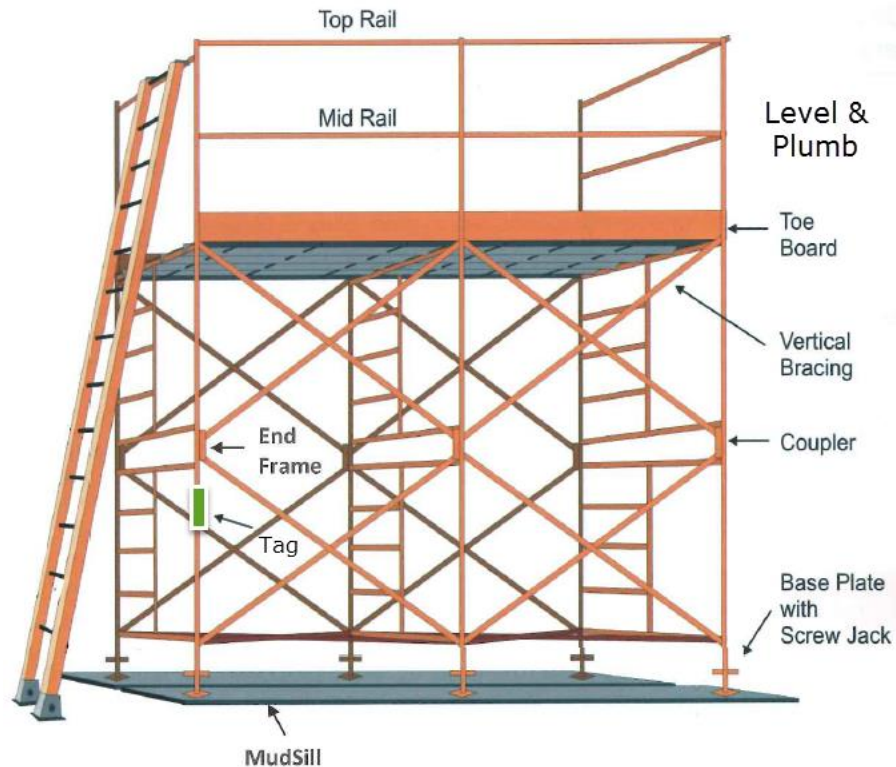 Top Rail
Mid Rail
Level &
Plumb
Toe
Board
Vertical
Bracing
End
Frame
Coupler
Tag
Base Plate
with
Screw Jack
MudSill